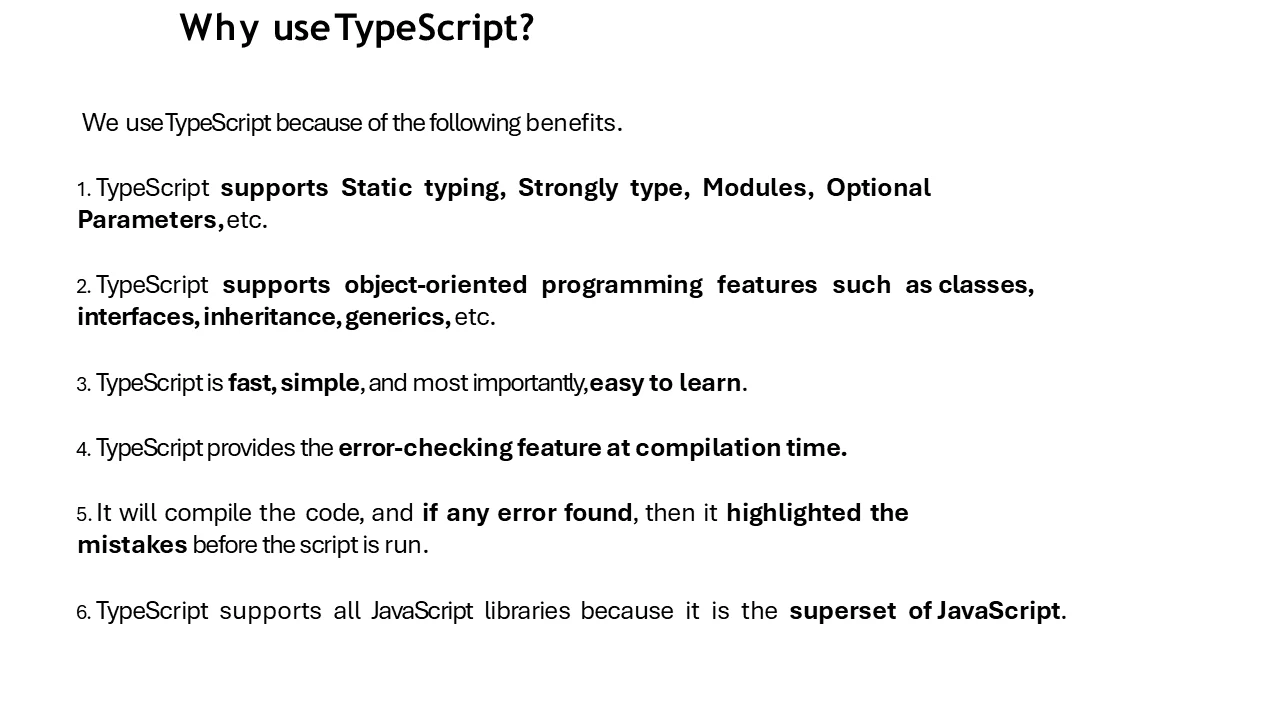 Why use TypeScript?
We use TypeScript because of the following benefits.
1. TypeScript supports Static typing, Strongly type, Modules, Optional
Parameters, etc.
2. TypeScript supports object-oriented programming features such as classes,
interfaces, inheritance, generics, etc.
3. TypeScript is fast, simple, and most importantly, easy to learn.
4. TypeScript provides the error-checking feature at compilation time.
5. It will compile the code, and if any error found, then it highlighted the
mistakes before the script is run.
6. TypeScript supports all JavaScript libraries because it is the superset of JavaScript.